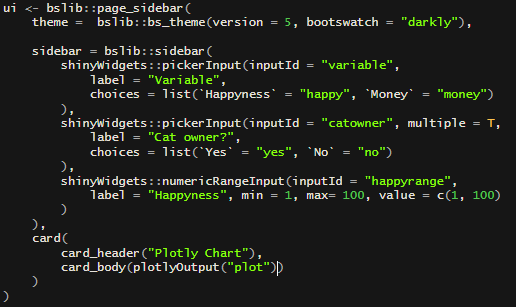 ui <- bslib::page_sidebar(
    theme =  bslib::bs_theme(version = 5, bootswatch = "darkly"),

    sidebar = bslib::sidebar(
        shinyWidgets::pickerInput(inputId = "variable",
            label = "Variable",
            choices = list(`Happyness` = "happy", `Money` = "money")
        ),
        shinyWidgets::pickerInput(inputId = "catowner", multiple = T,
            label = "Cat owner?",
            choices = list(`Yes` = "yes", `No` = "no")
        ),
        shinyWidgets::numericRangeInput(inputId = "happyrange",
            label = "Happyness", min = 1, max= 100, value = c(1, 100)
        )
    ),
    card(
        card_header("Plotly Chart"),
        card_body(plotlyOutput("plot"))
    )
)